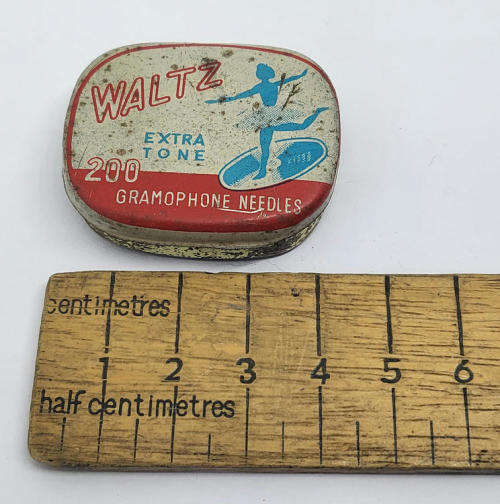 WALTZ
EXTRA
TONE
200
GRAMOPHONE NEEDLES
centimetres
1 2 3 4 5 6
half centimetres